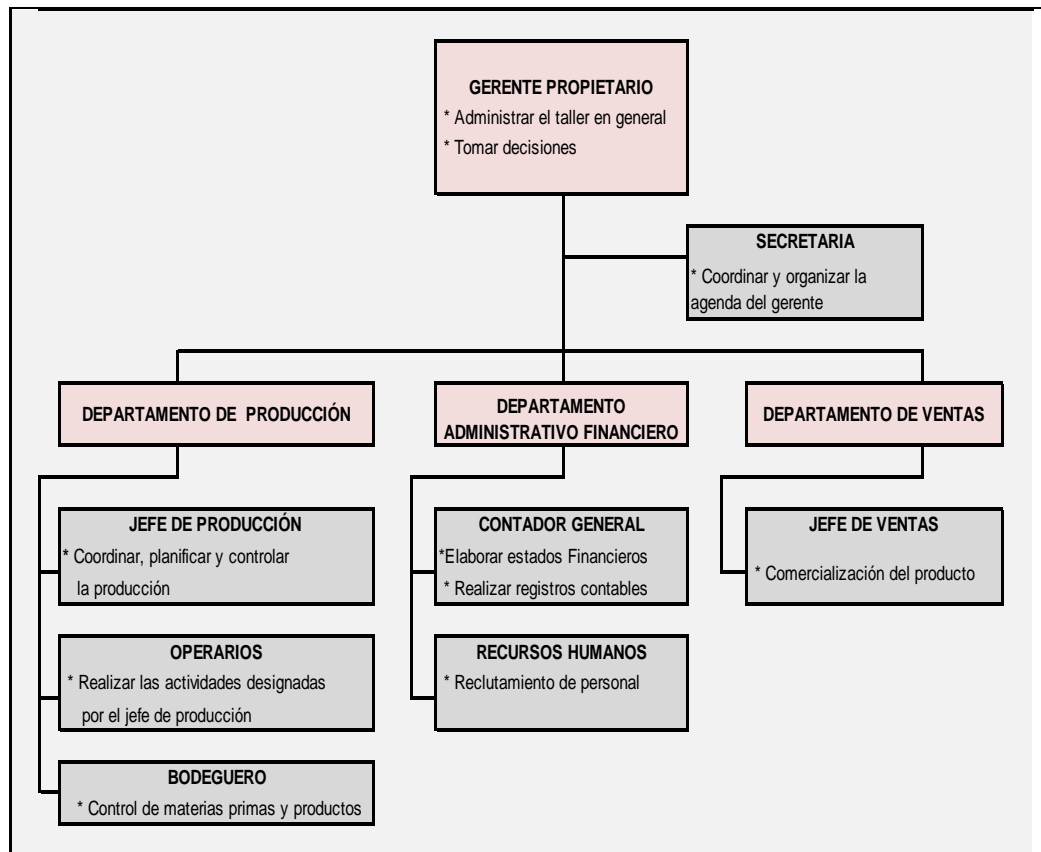 GERENTE PROPIETARIO
* Administrar el taller en general
* Tomar decisiones
SECRETARIA
* Coordinar y organizar la
agenda del gerente
DEPARTAMENTO DE PRODUCCIÓN
DEPARTAMENTO
ADMINISTRATIVO FINANCIERO
DEPARTAMENTO DE VENTAS
JEFE DE PRODUCCIÓN
* Coordinar, planificar y controlar
la producción
OPERARIOS
* Realizar las actividades designadas
por el jefe de producción
BODEGUERO
* Control de materias primas y productos
CONTADOR GENERAL
*Elaborar estados Financieros
* Realizar registros contables
RECURSOS HUMANOS
* Reclutamiento de personal
JEFE DE VENTAS
* Comercialización del producto